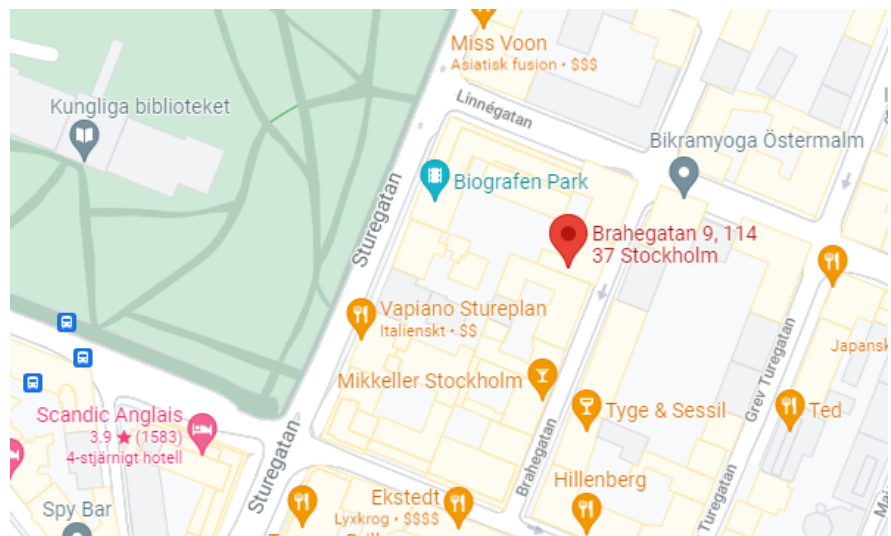 Miss Voon
Asiatisk fusion • $$$
Linnégatan
Kungliga biblioteket
Bikramyoga Östermalm
Biografen Park
Sturegatan
Brahegatan 9, 114
37 Stockholm
Vapiano Stureplan
Italienskt • $$
Grev Turegatan
Japansk
Mikkeller Stockholm
Tyge & Sessil
Ted
Scandic Anglais
3.9 ★ (1583)
4-stjärnigt hotell
Sturegatan
Brahegatan
Hillenberg
Ekstedt
Lyxkrog • $$$$
Turegatan
Spy Bar